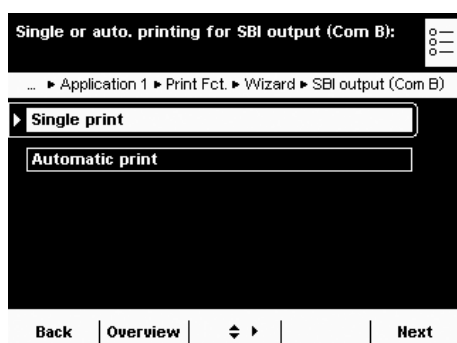 Single or auto. printing for SBI output (Com B):
... ▸ Application 1 ▸ Print Fct. ▸ Wizard ▸ SBI output (Com B)
Single print
Automatic print
Back Overview Next